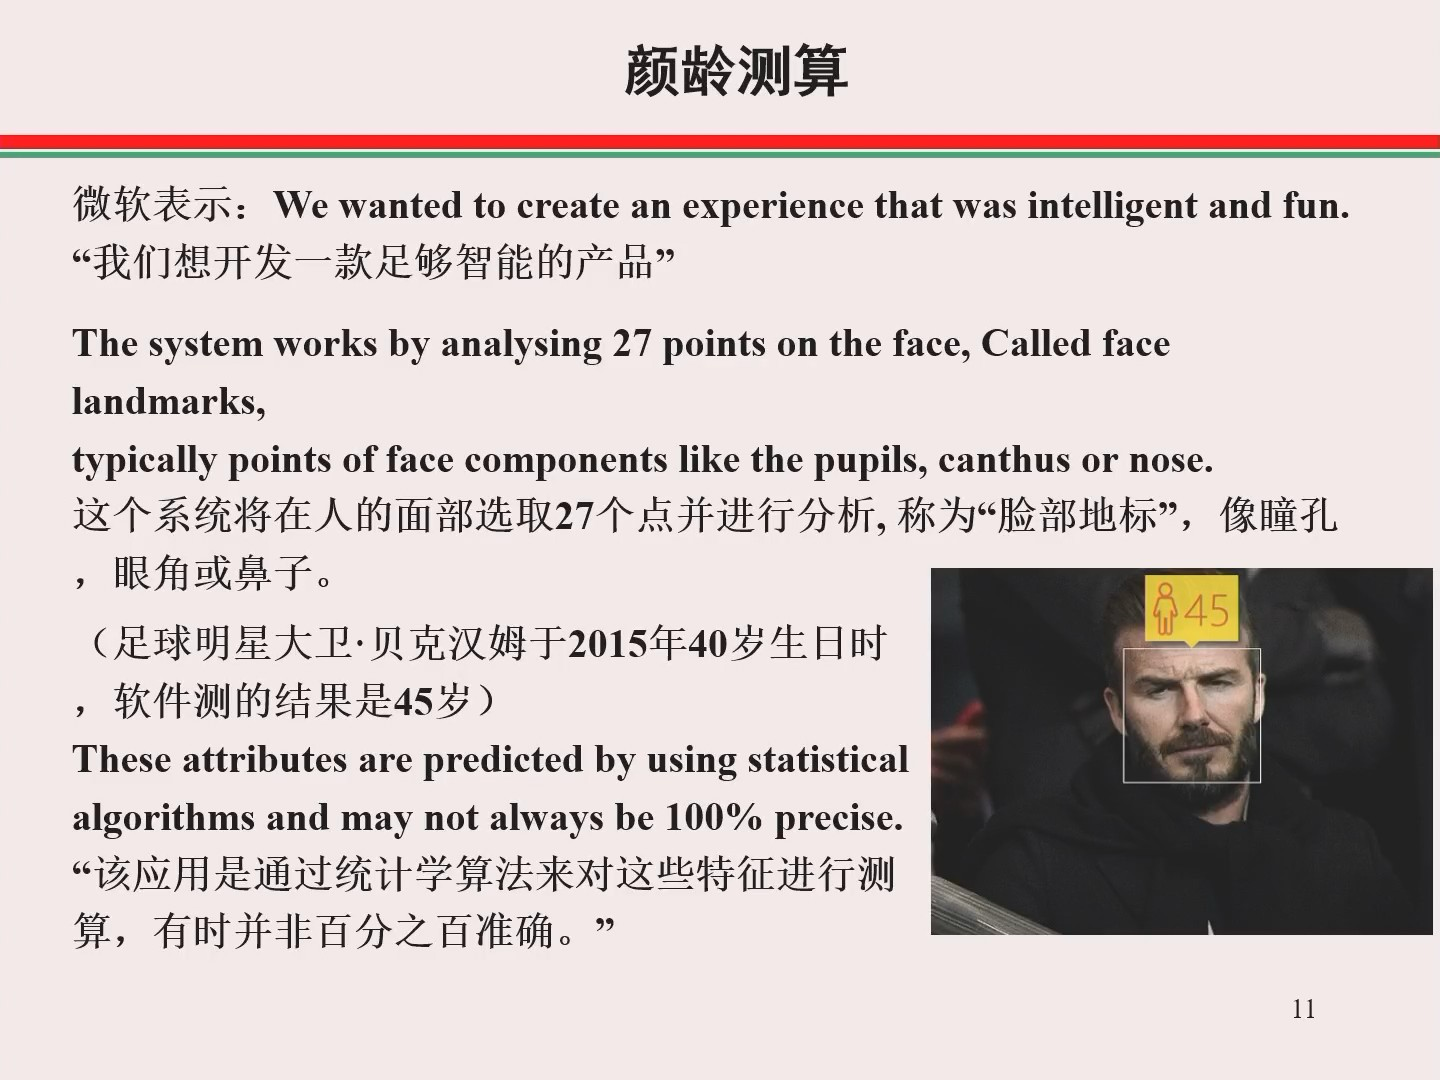 颜龄测算
微软表示：We wanted to create an experience that was intelligent and fun.
“我们想开发一款足够智能的产品”
The system works by analysing 27 points on the face, Called face
landmarks,
typically points of face components like the pupils, canthus or nose.
这个系统将在人的面部选取27个点并进行分析, 称为“脸部地标”，像瞳孔
，眼角或鼻子。
（足球明星大卫·贝克汉姆于2015年40岁生日时
，软件测的结果是45岁）
45
These attributes are predicted by using statistical
algorithms and may not always be 100% precise.
“该应用是通过统计学算法来对这些特征进行测
算，有时并非百分之百准确。”
11